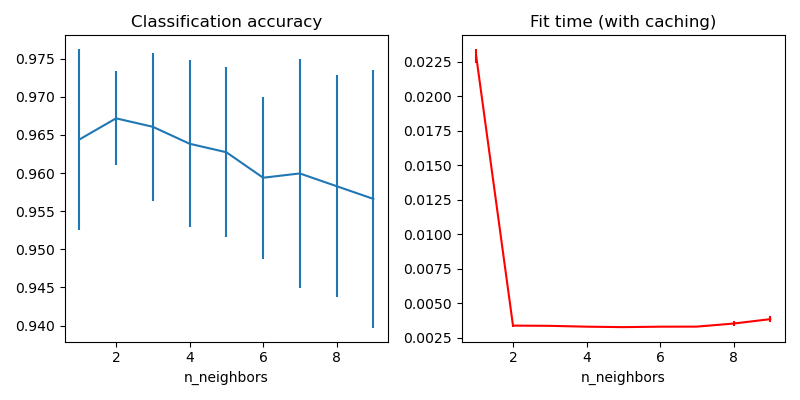 Classification accuracy
0.975
0.970
0.965
0.960
0.955
0.950
0.945
0.940
2 4 6 8
n_neighbors
Fit time (with caching)
0.0225
0.0200
0.0175
0.0150
0.0125
0.0100
0.0075
0.0050
0.0025
2 4 6 8
n_neighbors